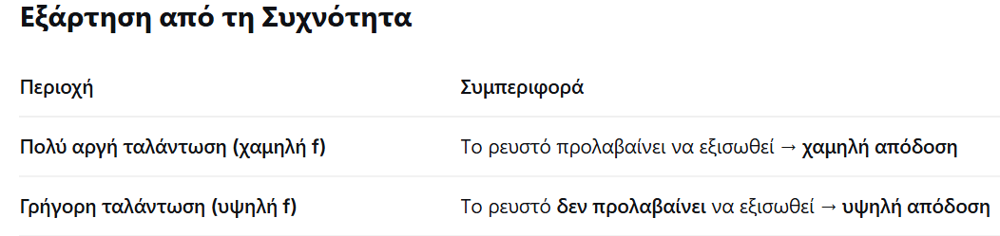 Εξάρτηση από τη Συχνότητα
Περιοχή Συμπεριφορά
Πολύ αργή ταλάντωση (χαμηλή f) Το ρευστό προλαβαίνει να εξισωθεί → χαμηλή απόδοση
Γρήγορη ταλάντωση (υψηλή f) Το ρευστό δεν προλαβαίνει να εξισωθεί → υψηλή απόδοση